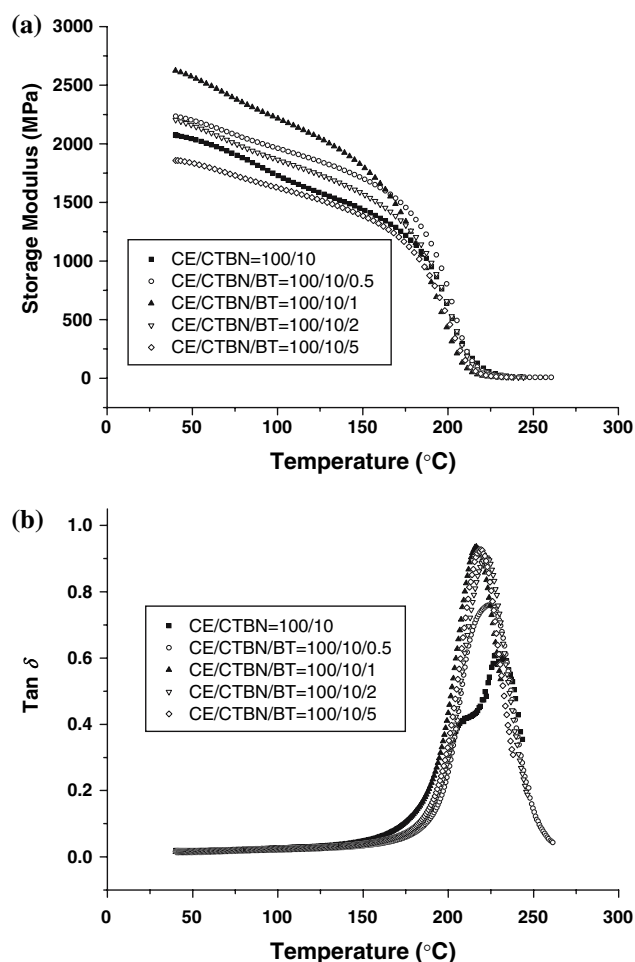 (a)
3000
2500
2000
1500
1000
500
0
Storage Modulus (MPa)
CE/CTBN=100/10
CE/CTBN/BT=100/10/0.5
CE/CTBN/BT=100/10/1
CE/CTBN/BT=100/10/2
CE/CTBN/BT=100/10/5
0 50 100 150 200 250 300
Temperature (°C)
(b)
1.0
0.8
0.6
0.4
0.2
0.0
Tan δ
CE/CTBN=100/10
CE/CTBN/BT=100/10/0.5
CE/CTBN/BT=100/10/1
CE/CTBN/BT=100/10/2
CE/CTBN/BT=100/10/5
0 50 100 150 200 250 300
Temperature (°C)